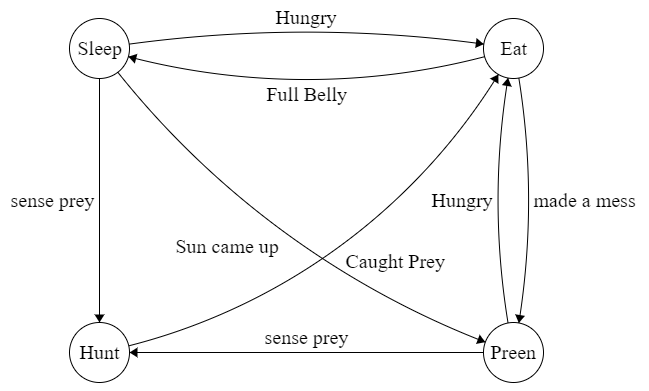 Hungry
Sleep
Eat
Full Belly
sense prey
Hungry
made a mess
Sun came up
Caught Prey
sense prey
Hunt
Preen